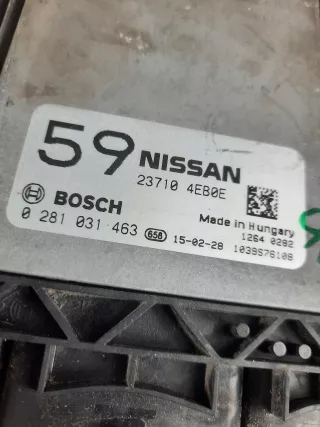 59 NISSAN
23710 4EB0E
BOSCH
Made in Hungary
0 281 031 463 658 15-02-28
1264 0282
1039S76108